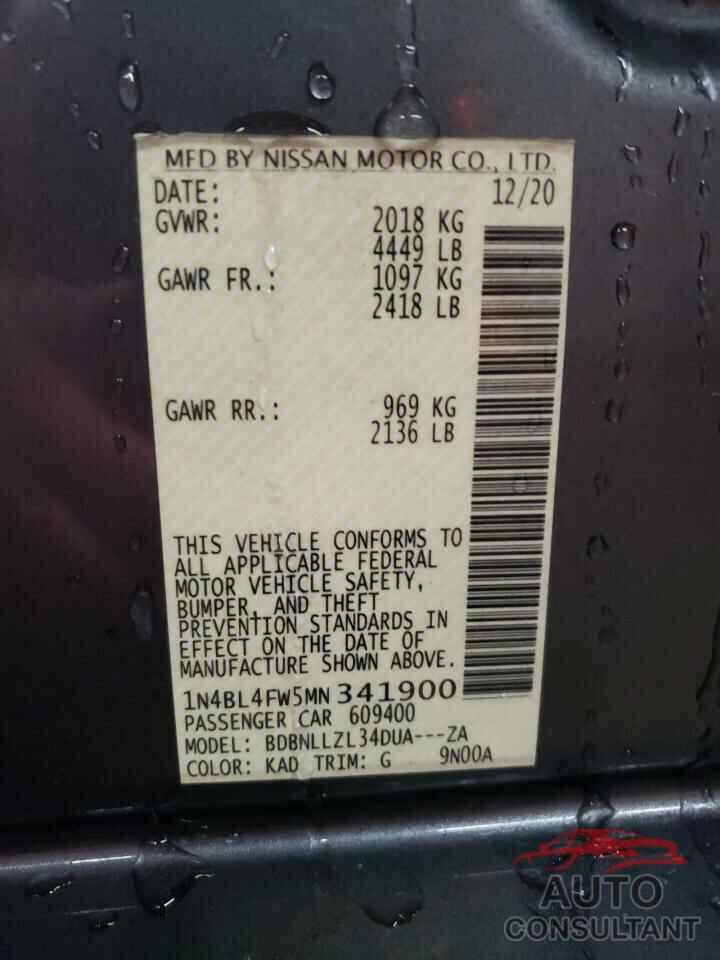 MFD BY NISSAN MOTOR CO., LTD.
DATE: 12/20
GVWR: 2018 KG
4449 LB
GAWR FR.: 1097 KG
2418 LB
GAWR RR.: 969 KG
2136 LB
THIS VEHICLE CONFORMS TO
ALL APPLICABLE FEDERAL
MOTOR VEHICLE SAFETY,
BUMPER, AND THEFT
PREVENTION STANDARDS IN
EFFECT ON THE DATE OF
MANUFACTURE SHOWN ABOVE.
1N4BL4FW5MN341900
PASSENGER CAR 609400
MODEL: BDBNLLZL34DUA---ZA
COLOR: KAD TRIM: G 9N00A
AUTO
CONSULTANT